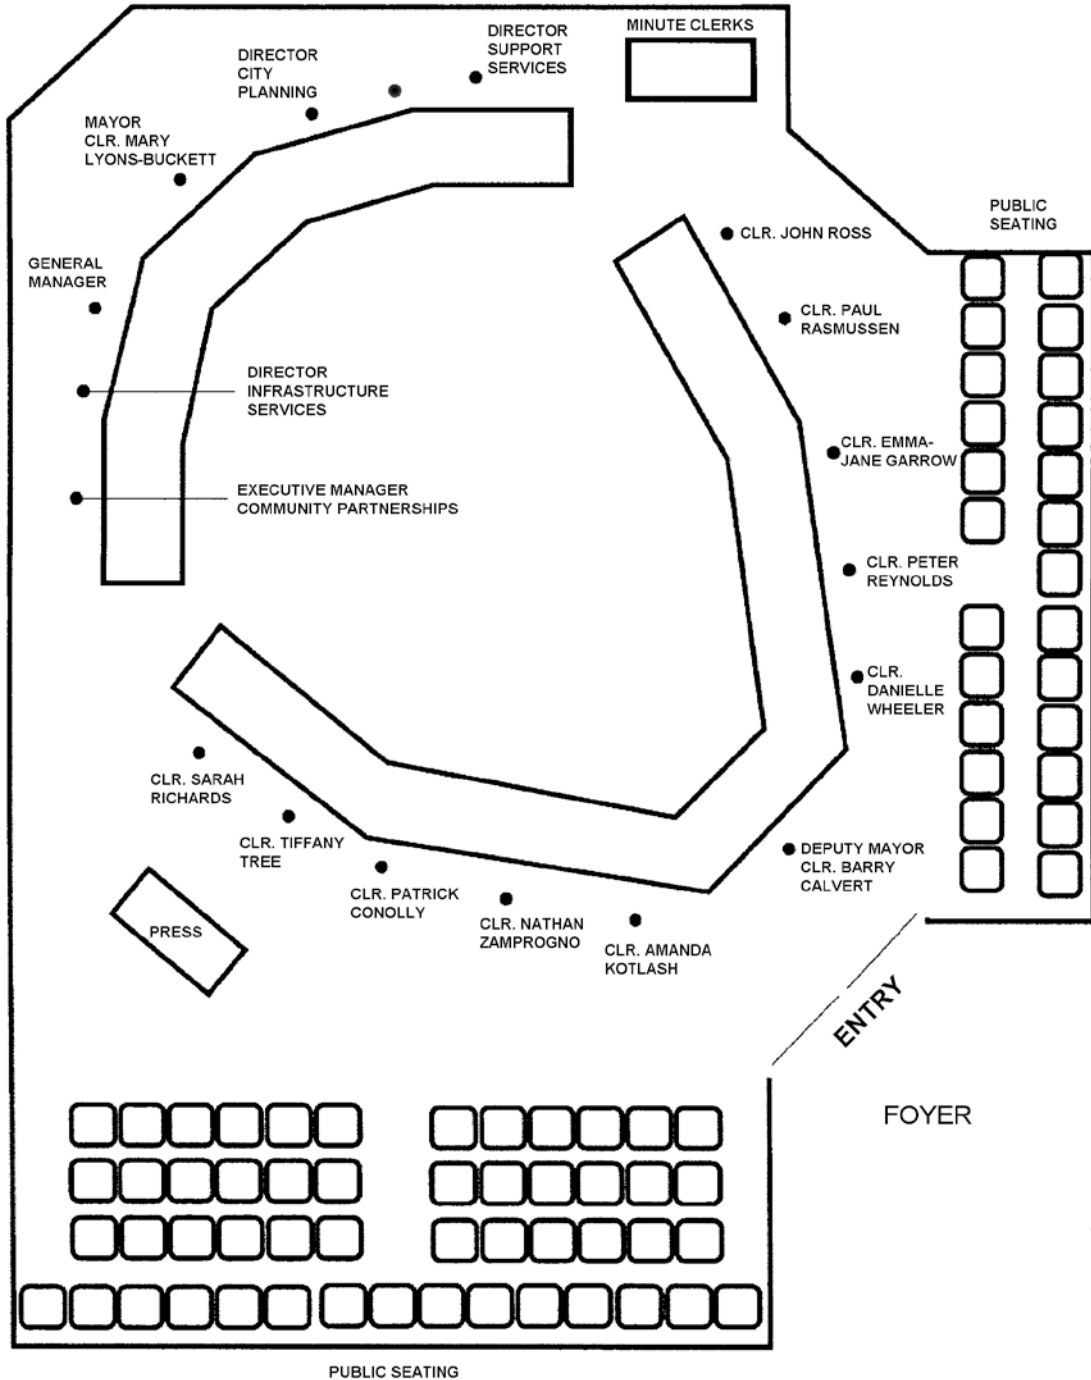 MINUTE CLERKS
DIRECTOR
SUPPORT
SERVICES
DIRECTOR
CITY
PLANNING
MAYOR
CLR. MARY
LYONS-BUCKETT
GENERAL
MANAGER
DIRECTOR
INFRASTRUCTURE
SERVICES
EXECUTIVE MANAGER
COMMUNITY PARTNERSHIPS
PUBLIC
SEATING
CLR. JOHN ROSS
CLR. PAUL
RASMUSSEN
CLR. EMMA-
JANE GARROW
CLR. PETER
REYNOLDS
CLR.
DANIELLE
WHEELER
DEPUTY MAYOR
CLR. BARRY
CALVERT
CLR. SARAH
RICHARDS
CLR. TIFFANY
TREE
CLR. PATRICK
CONOLLY
CLR. NATHAN
ZAMPROGNO
CLR. AMANDA
KOTLASH
PRESS
ENTRY
FOYER
PUBLIC SEATING